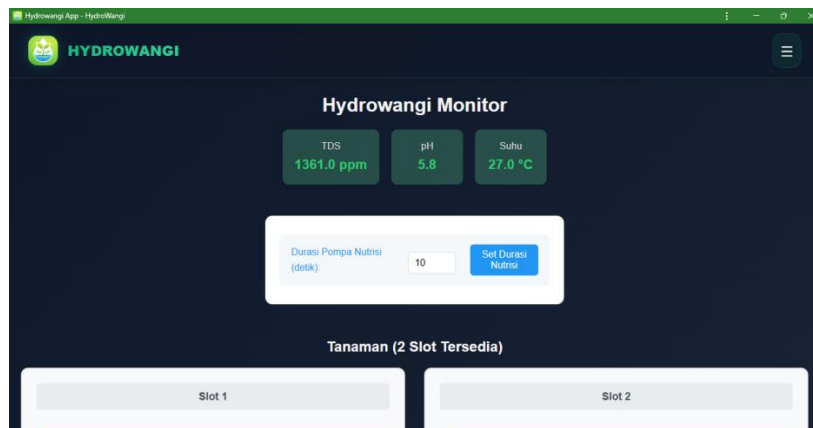 Hydrowangi App - HydroWangi
HYDROWANGI
Hydrowangi Monitor
TDS
1361.0 ppm
pH
5.8
Suhu
27.0 °C
Durasi Pompa Nutrisi
(detik):
10
Set Durasi
Nutrisi
Tanaman (2 Slot Tersedia)
Slot 1
Slot 2